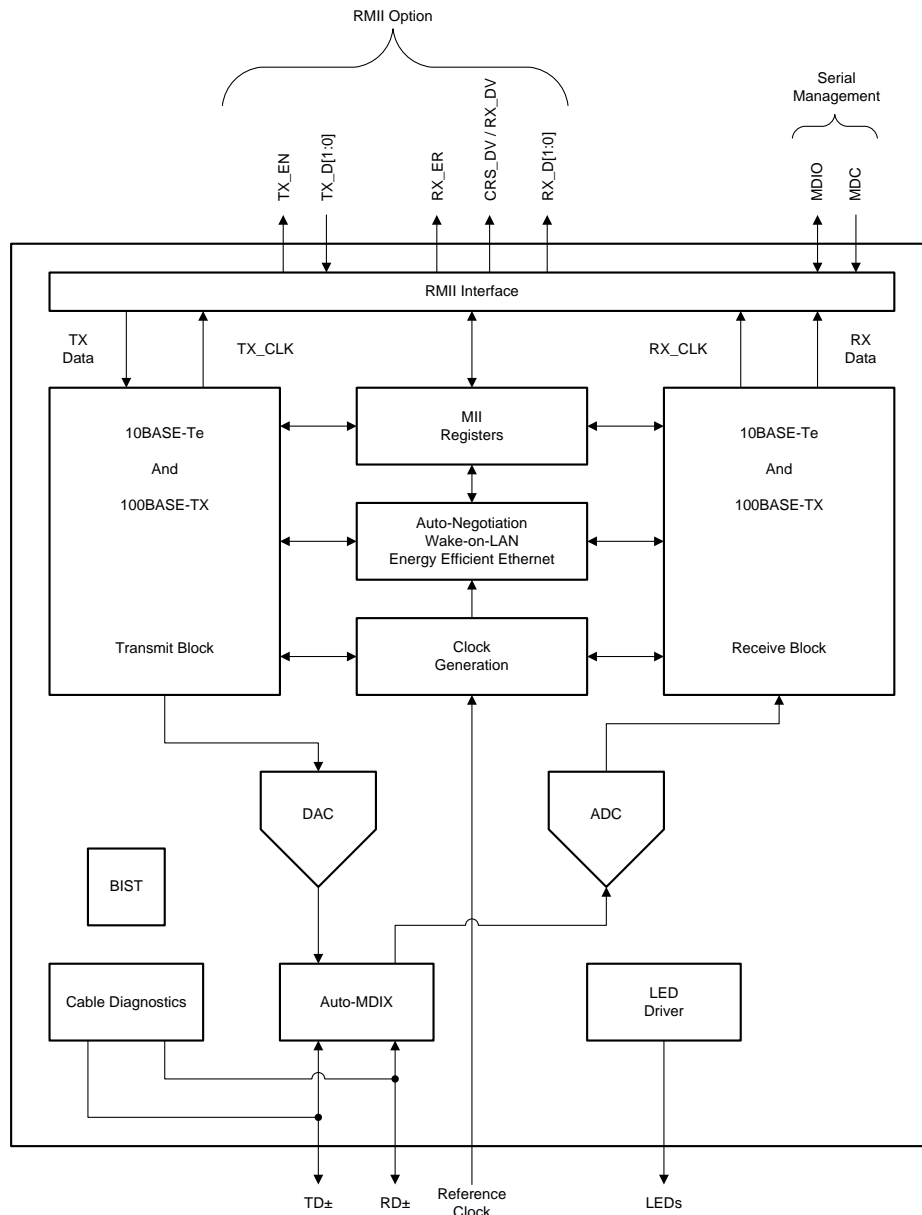 RMII Option
Serial
Management
TX_EN
TX_D[1:0]
RX_ER
CRS_DV / RX_DV
RX_D[1:0]
MDIO
MDC
RMII Interface
TX
Data
TX_CLK
RX_CLK
RX
Data
10BASE-Te
And
100BASE-TX
Transmit Block
MII
Registers
Auto-Negotiation
Wake-on-LAN
Energy Efficient Ethernet
Clock
Generation
10BASE-Te
And
100BASE-TX
Receive Block
DAC
ADC
BIST
Cable Diagnostics
Auto-MDIX
LED
Driver
TD±
RD±
Reference
Clock
LEDs